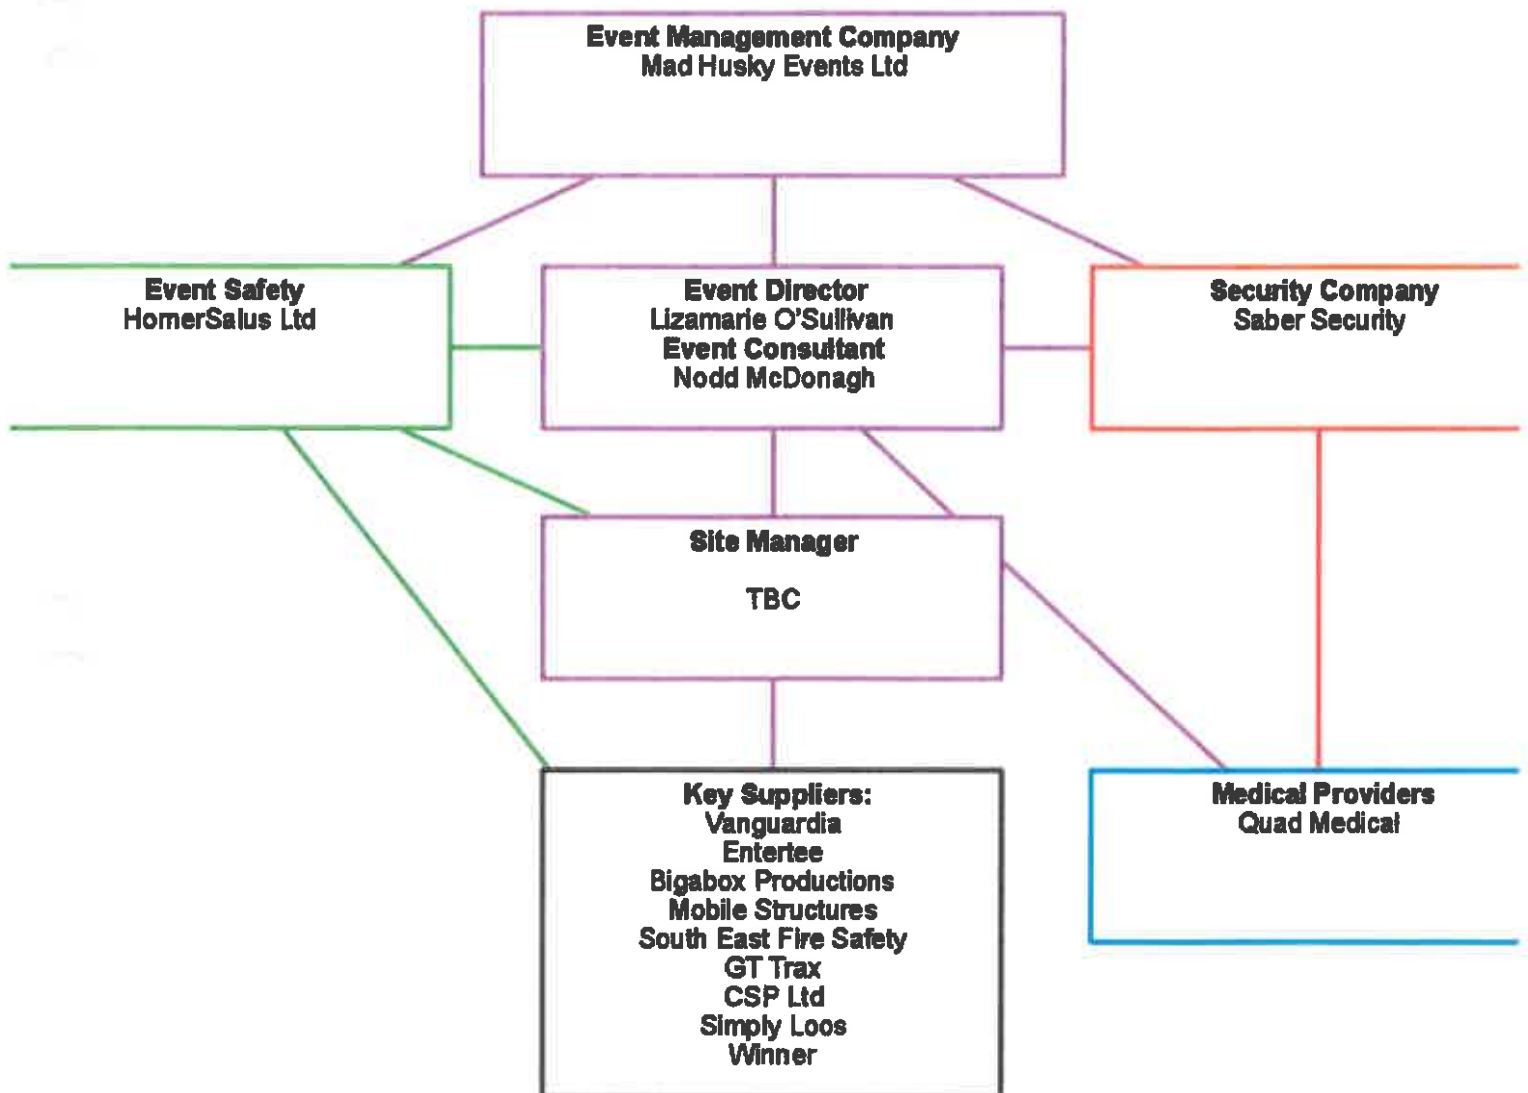 Event Management Company
Mad Husky Events Ltd
Event Safety
HomerSalus Ltd
Event Director
Lizamarie O'Sullivan
Event Consultant
Nodd McDonagh
Security Company
Saber Security
Site Manager
TBC
Key Suppliers:
Vanguardia
Entertee
Bigabox Productions
Mobile Structures
South East Fire Safety
GT Trax
CSP Ltd
Simply Loos
Winner
Medical Providers
Quad Medical